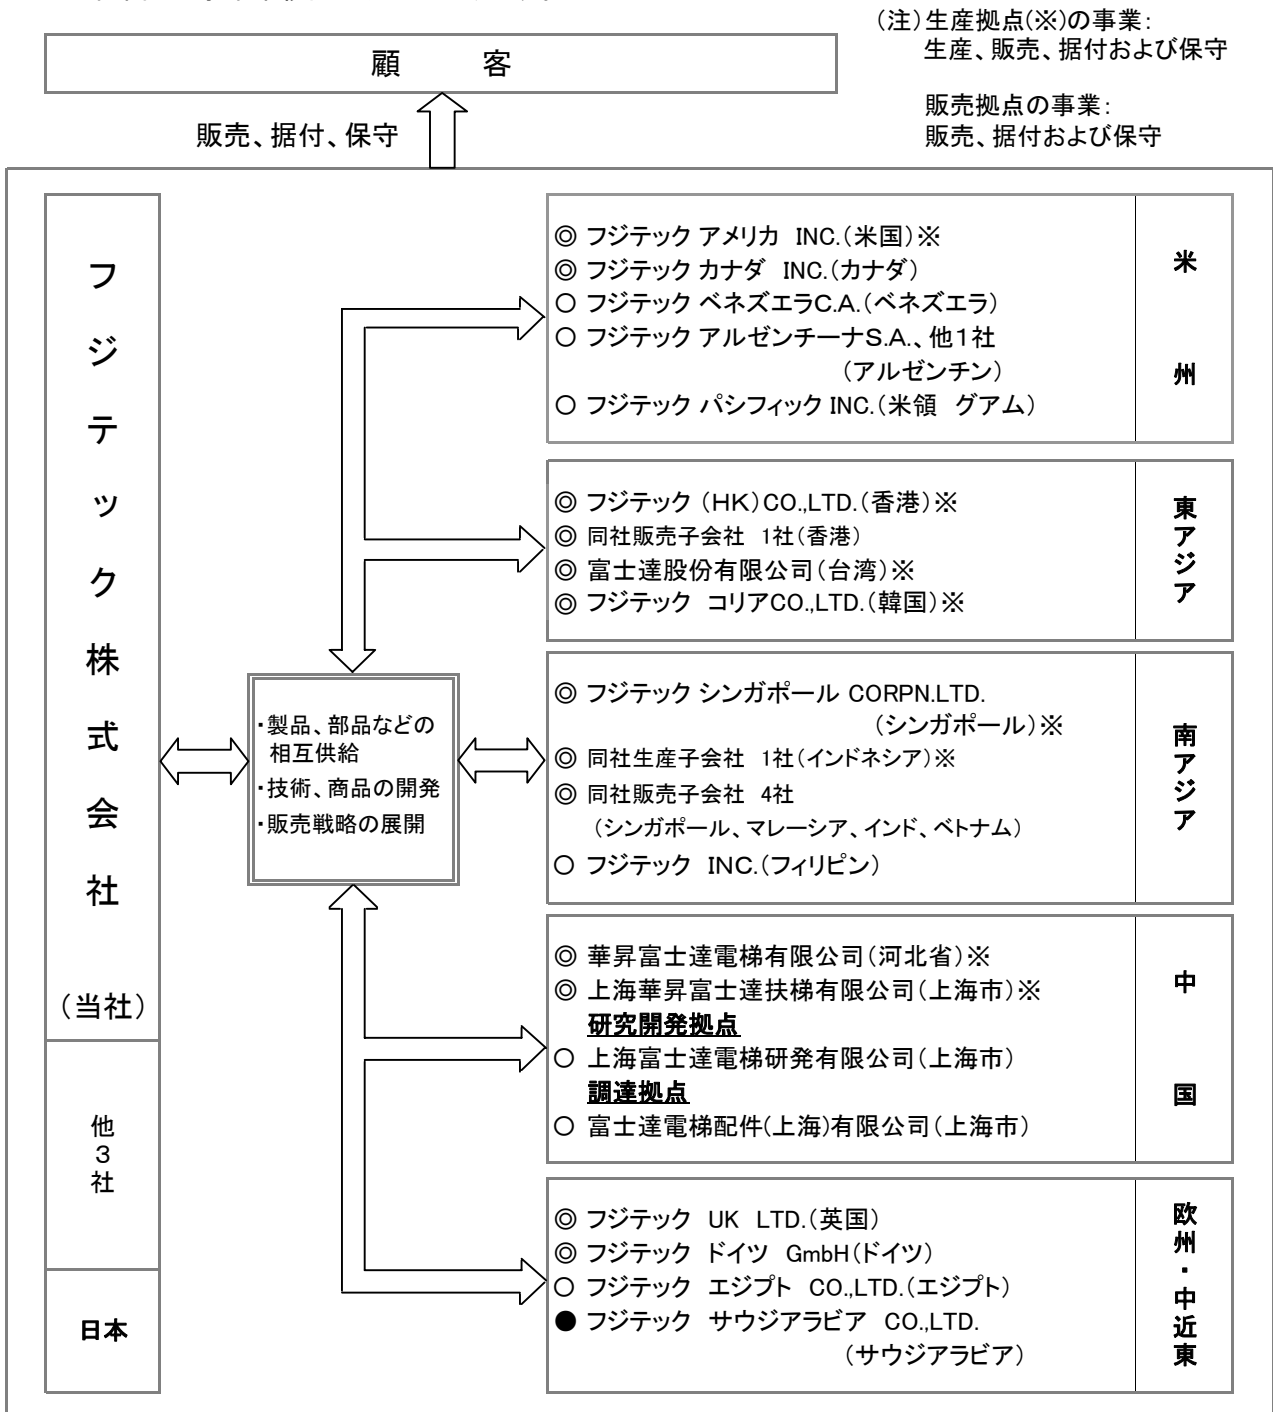 (注)生産拠点(※)の事業:
生産、販売、据付および保守
販売拠点の事業:
販売、据付および保守
顧 客
販売、据付、保守
フジテック株式会社
(当社)
他3社
日本
・製品、部品などの
相互供給
・技術、商品の開発
・販売戦略の展開
◎ フジテック アメリカ INC.(米国)※
◎ フジテック カナダ INC.(カナダ)
○ フジテック ベネズエラC.A.(ベネズエラ)
○ フジテック アルゼンチーナS.A.、他1社
(アルゼンチン)
○ フジテック パシフィック INC.(米領 グアム)
米州
◎ フジテック (HK)CO.,LTD.(香港)※
◎ 同社販売子会社 1社(香港)
◎ 富士達股份有限公司(台湾)※
◎ フジテック コリアCO.,LTD.(韓国)※
東アジア
◎ フジテック シンガポール CORPN.LTD.
(シンガポール)※
◎ 同社生産子会社 1社(インドネシア)※
◎ 同社販売子会社 4社
(シンガポール、マレーシア、インド、ベトナム)
○ フジテック INC.(フィリピン)
南アジア
◎ 華昇富士達電梯有限公司(河北省)※
◎ 上海華昇富士達扶梯有限公司(上海市)※
研究開発拠点
○ 上海富士達電梯研発有限公司(上海市)
調達拠点
○ 富士達電梯配件(上海)有限公司(上海市)
中国
◎ フジテック UK LTD.(英国)
◎ フジテック ドイツ GmbH(ドイツ)
○ フジテック エジプト CO.,LTD.(エジプト)
● フジテック サウジアラビア CO.,LTD.
(サウジアラビア)
欧州・中近東